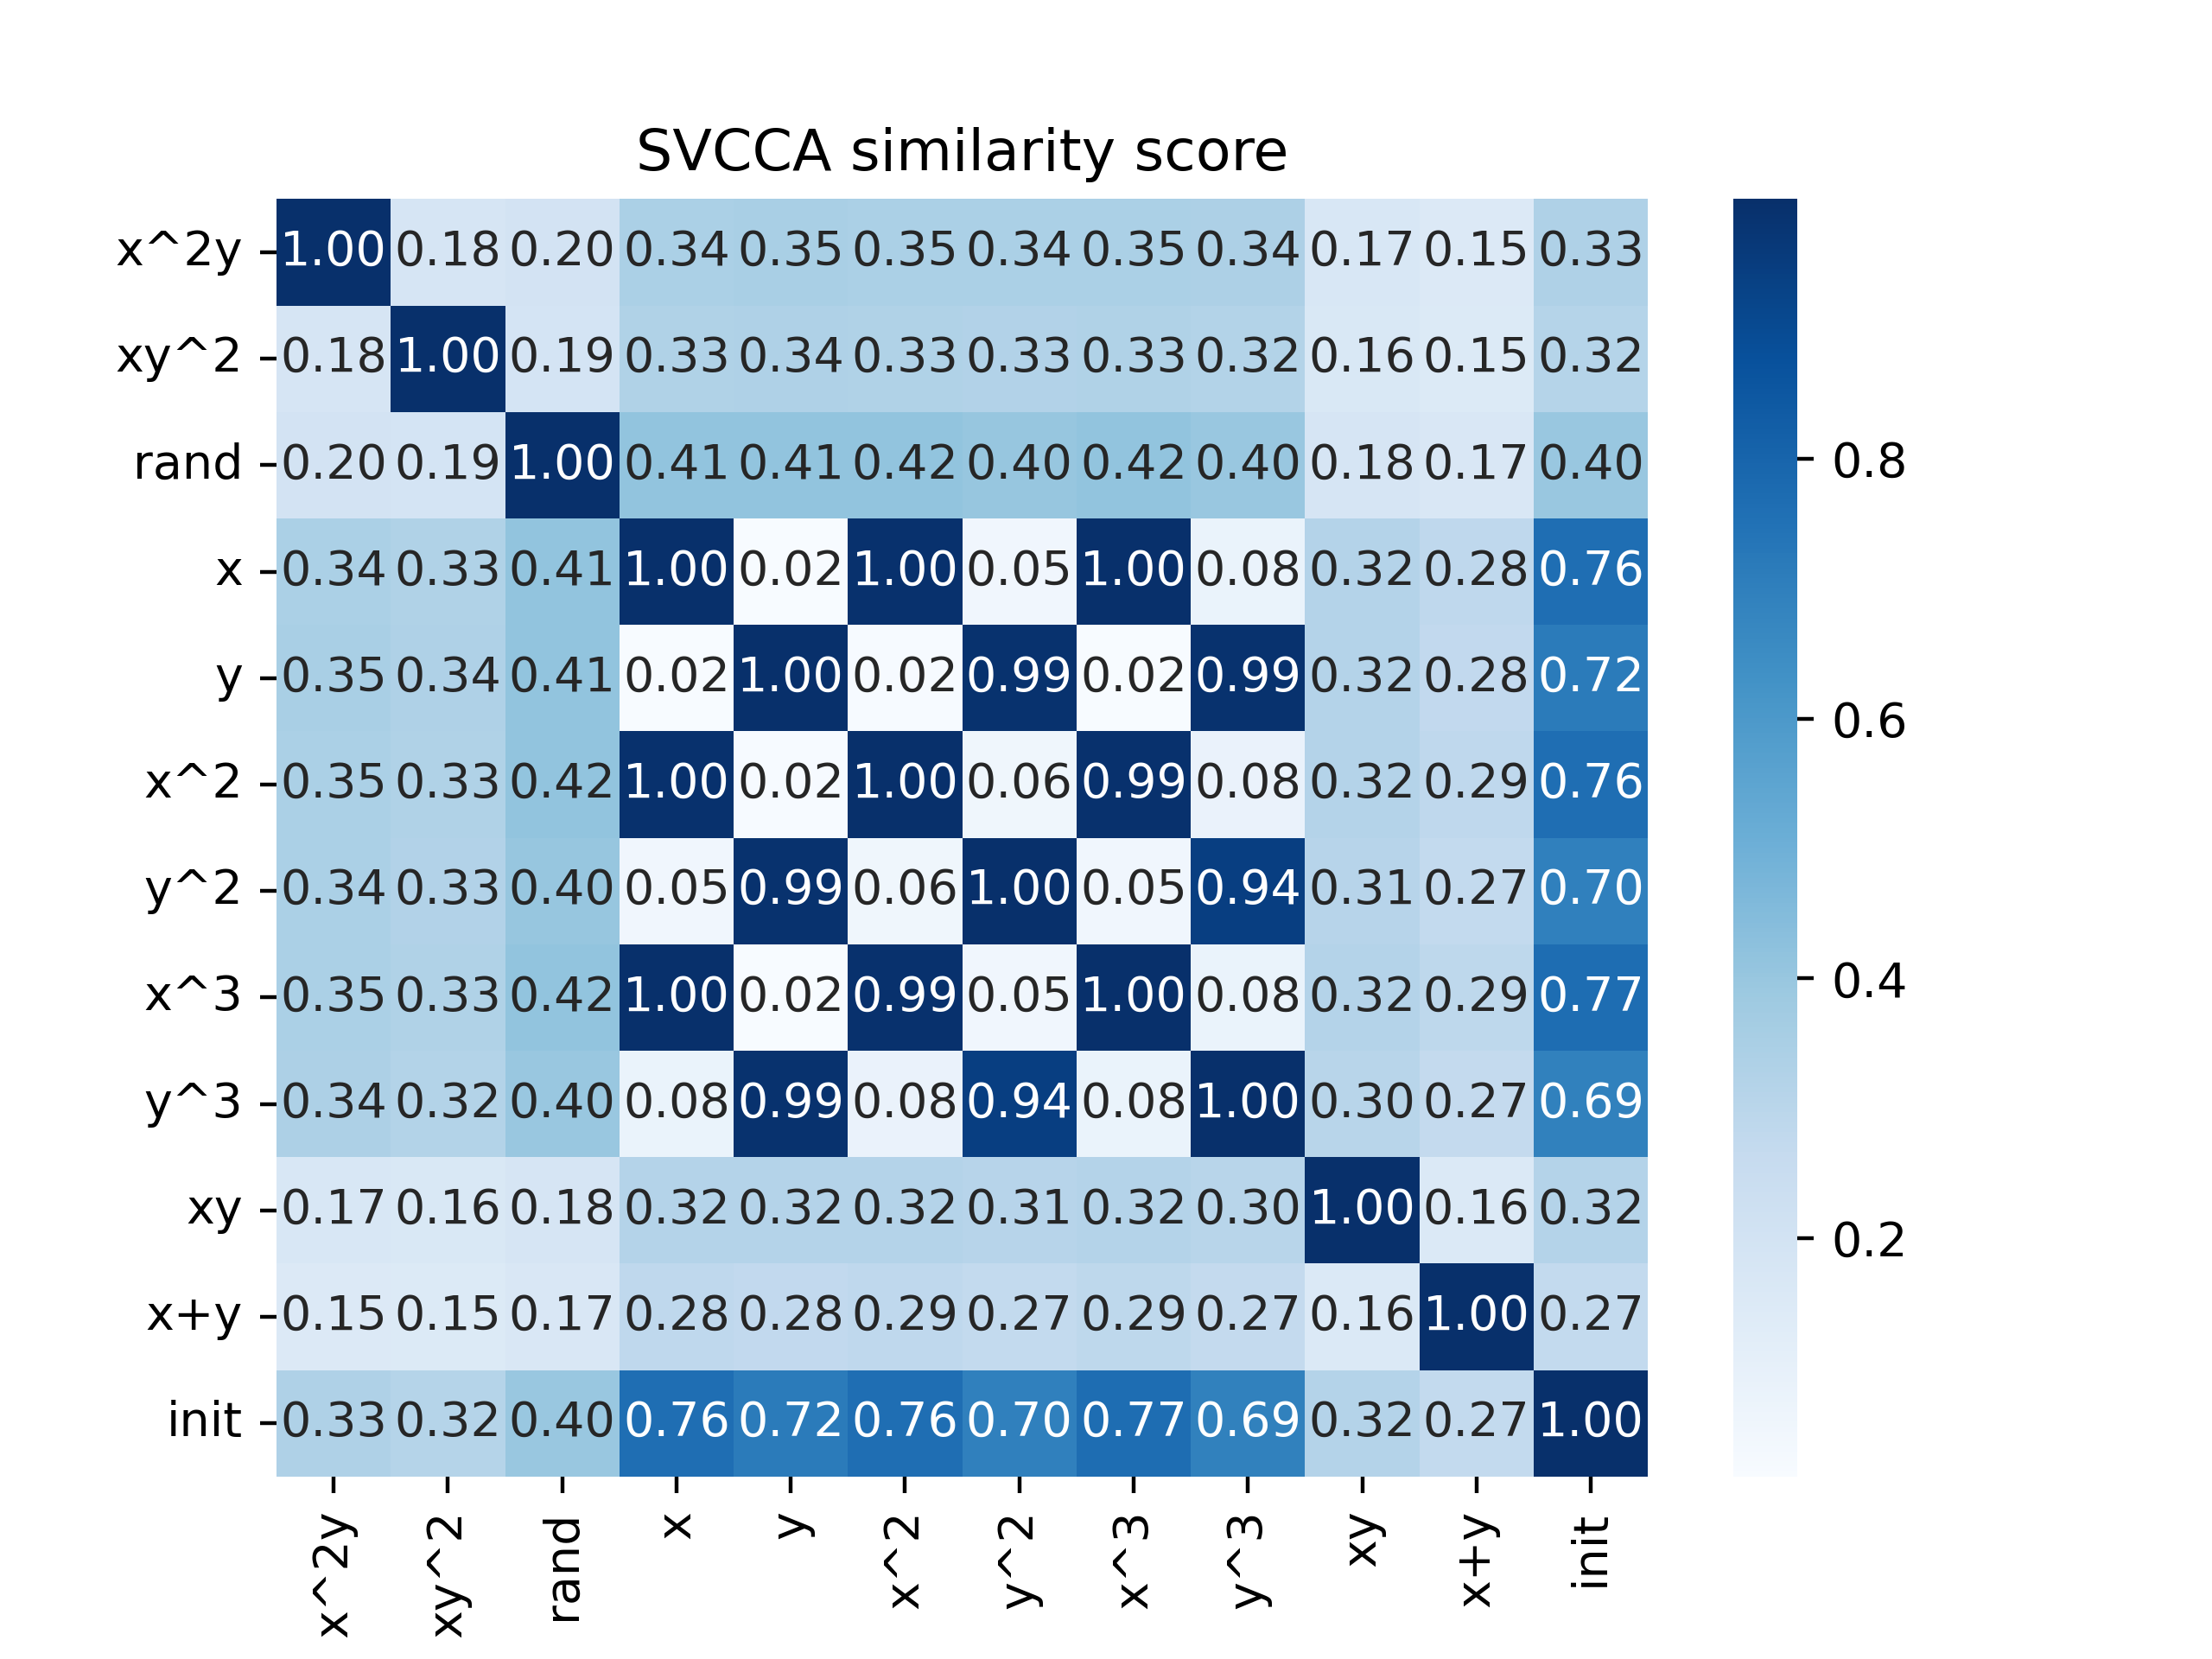 SVCCA similarity score
x^2y 1.00 0.18 0.20 0.34 0.35 0.35 0.34 0.35 0.34 0.17 0.15 0.33
xy^2 0.18 1.00 0.19 0.33 0.34 0.33 0.33 0.33 0.32 0.16 0.15 0.32
rand 0.20 0.19 1.00 0.41 0.41 0.42 0.40 0.42 0.40 0.18 0.17 0.40
x 0.34 0.33 0.41 1.00 0.02 1.00 0.05 1.00 0.08 0.32 0.28 0.76
y 0.35 0.34 0.41 0.02 1.00 0.02 0.99 0.02 0.99 0.32 0.28 0.72
x^2 0.35 0.33 0.42 1.00 0.02 1.00 0.06 0.99 0.08 0.32 0.29 0.76
y^2 0.34 0.33 0.40 0.05 0.99 0.06 1.00 0.05 0.94 0.31 0.27 0.70
x^3 0.35 0.33 0.42 1.00 0.02 0.99 0.05 1.00 0.08 0.32 0.29 0.77
y^3 0.34 0.32 0.40 0.08 0.99 0.08 0.94 0.08 1.00 0.30 0.27 0.69
xy 0.17 0.16 0.18 0.32 0.32 0.32 0.31 0.32 0.30 1.00 0.16 0.32
x+y 0.15 0.15 0.17 0.28 0.28 0.29 0.27 0.29 0.27 0.16 1.00 0.27
init 0.33 0.32 0.40 0.76 0.72 0.76 0.70 0.77 0.69 0.32 0.27 1.00
x^2y xy^2 rand x y x^2 y^2 x^3 y^3 xy x+y init
0.8
0.6
0.4
0.2